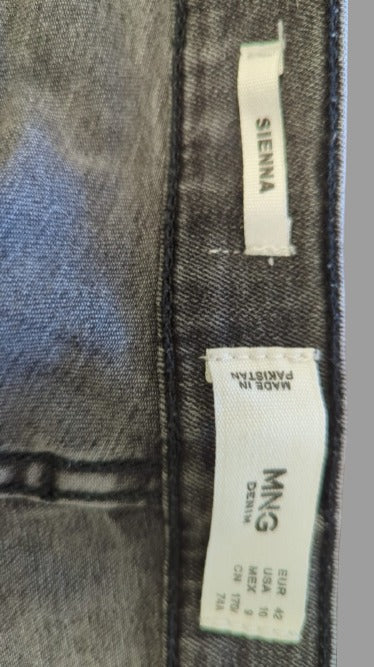 SIENNA
MADE IN
PAKISTAN
MNG
DENIM
EUR 42
USA 10
MEX 9
CN 170/
74A